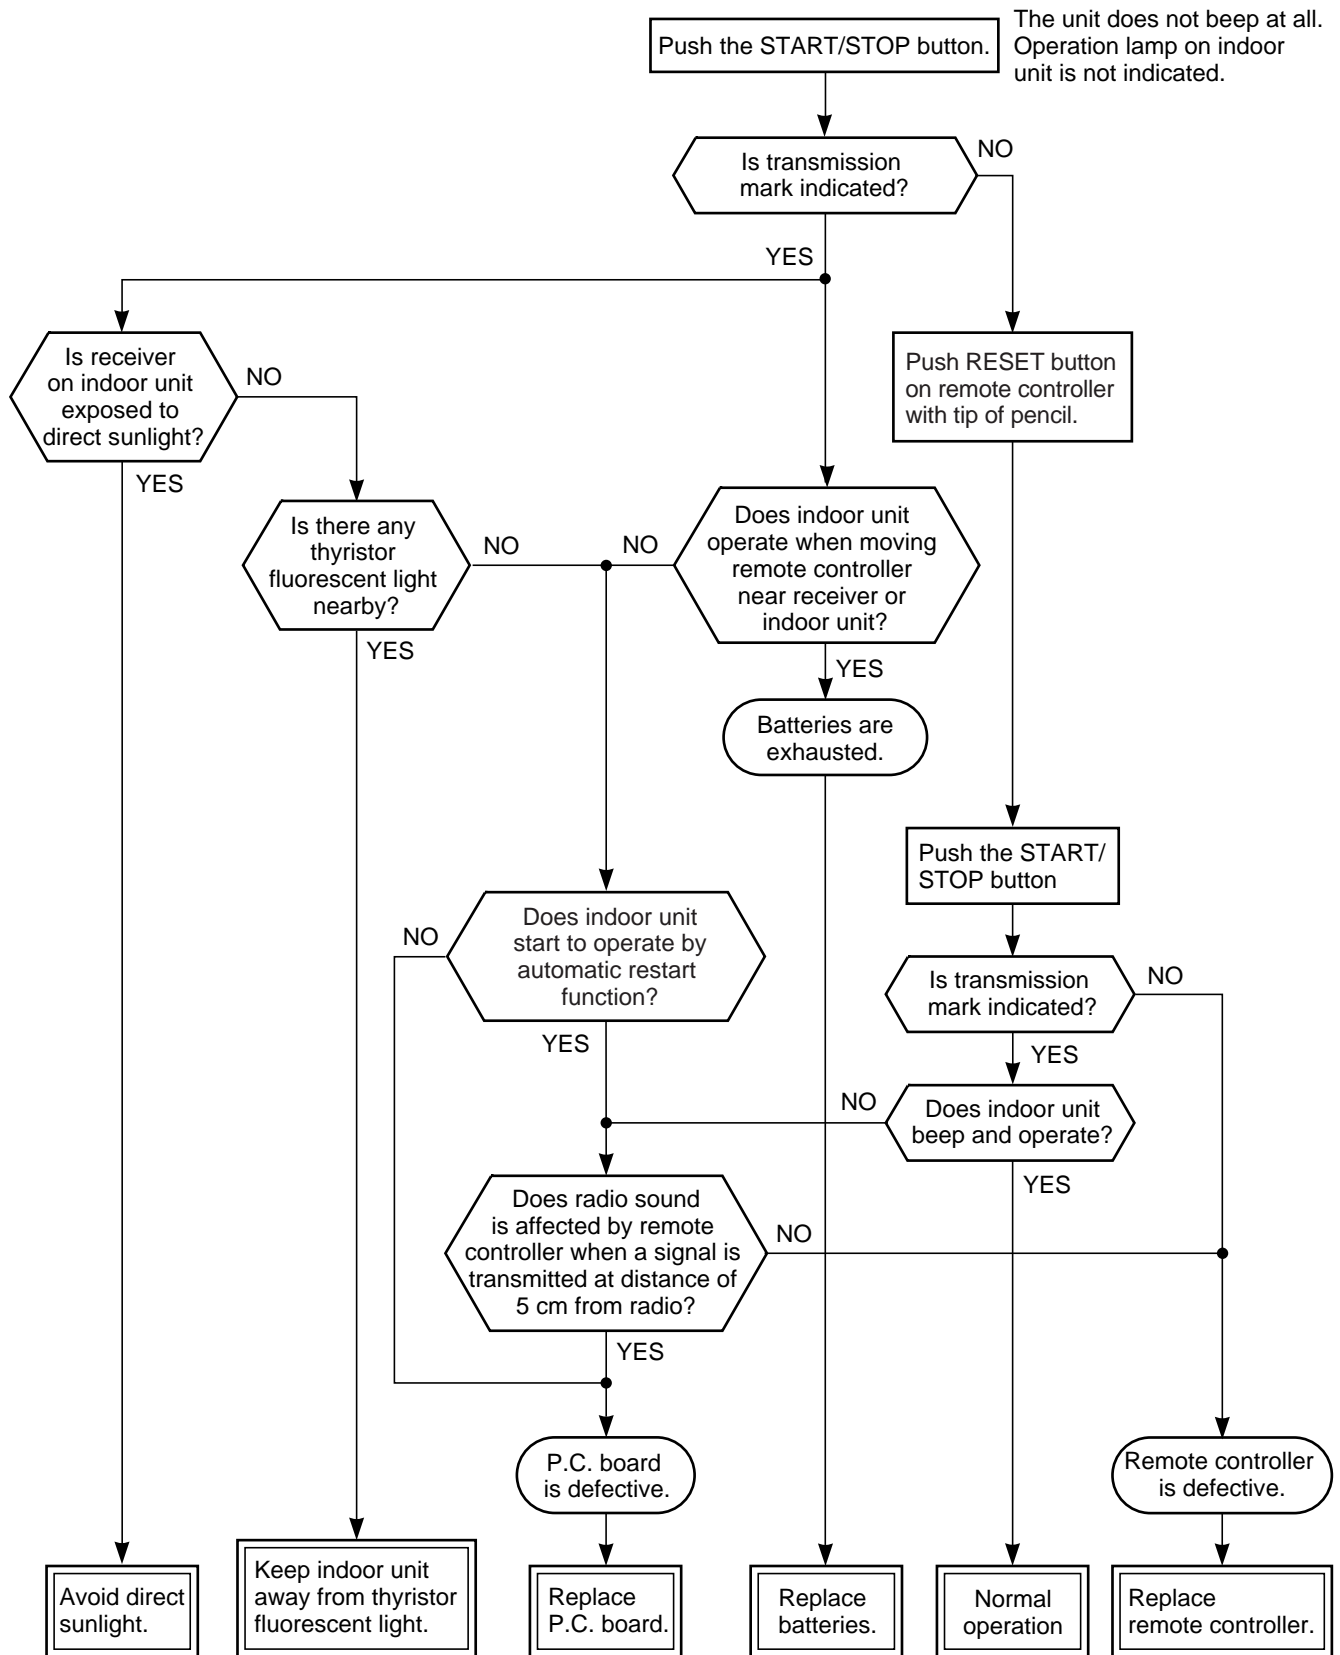 Push the START/STOP button.
The unit does not beep at all.
Operation lamp on indoor
unit is not indicated.
Is transmission
mark indicated?
NO
YES
Is receiver
on indoor unit
exposed to
direct sunlight?
NO
YES
Push RESET button
on remote controller
with tip of pencil.
Is there any
thyristor
fluorescent light
nearby?
NO
YES
NO
Does indoor unit
operate when moving
remote controller
near receiver or
indoor unit?
YES
Batteries are
exhausted.
Push the START/
STOP button
NO
Does indoor unit
start to operate by
automatic restart
function?
YES
Is transmission
mark indicated?
NO
YES
NO
Does indoor unit
beep and operate?
YES
Does radio sound
is affected by remote
controller when a signal is
transmitted at distance of
5 cm from radio?
NO
YES
P.C. board
is defective.
Remote controller
is defective.
Avoid direct
sunlight.
Keep indoor unit
away from thyristor
fluorescent light.
Replace
P.C. board.
Replace
batteries.
Normal
operation
Replace
remote controller.